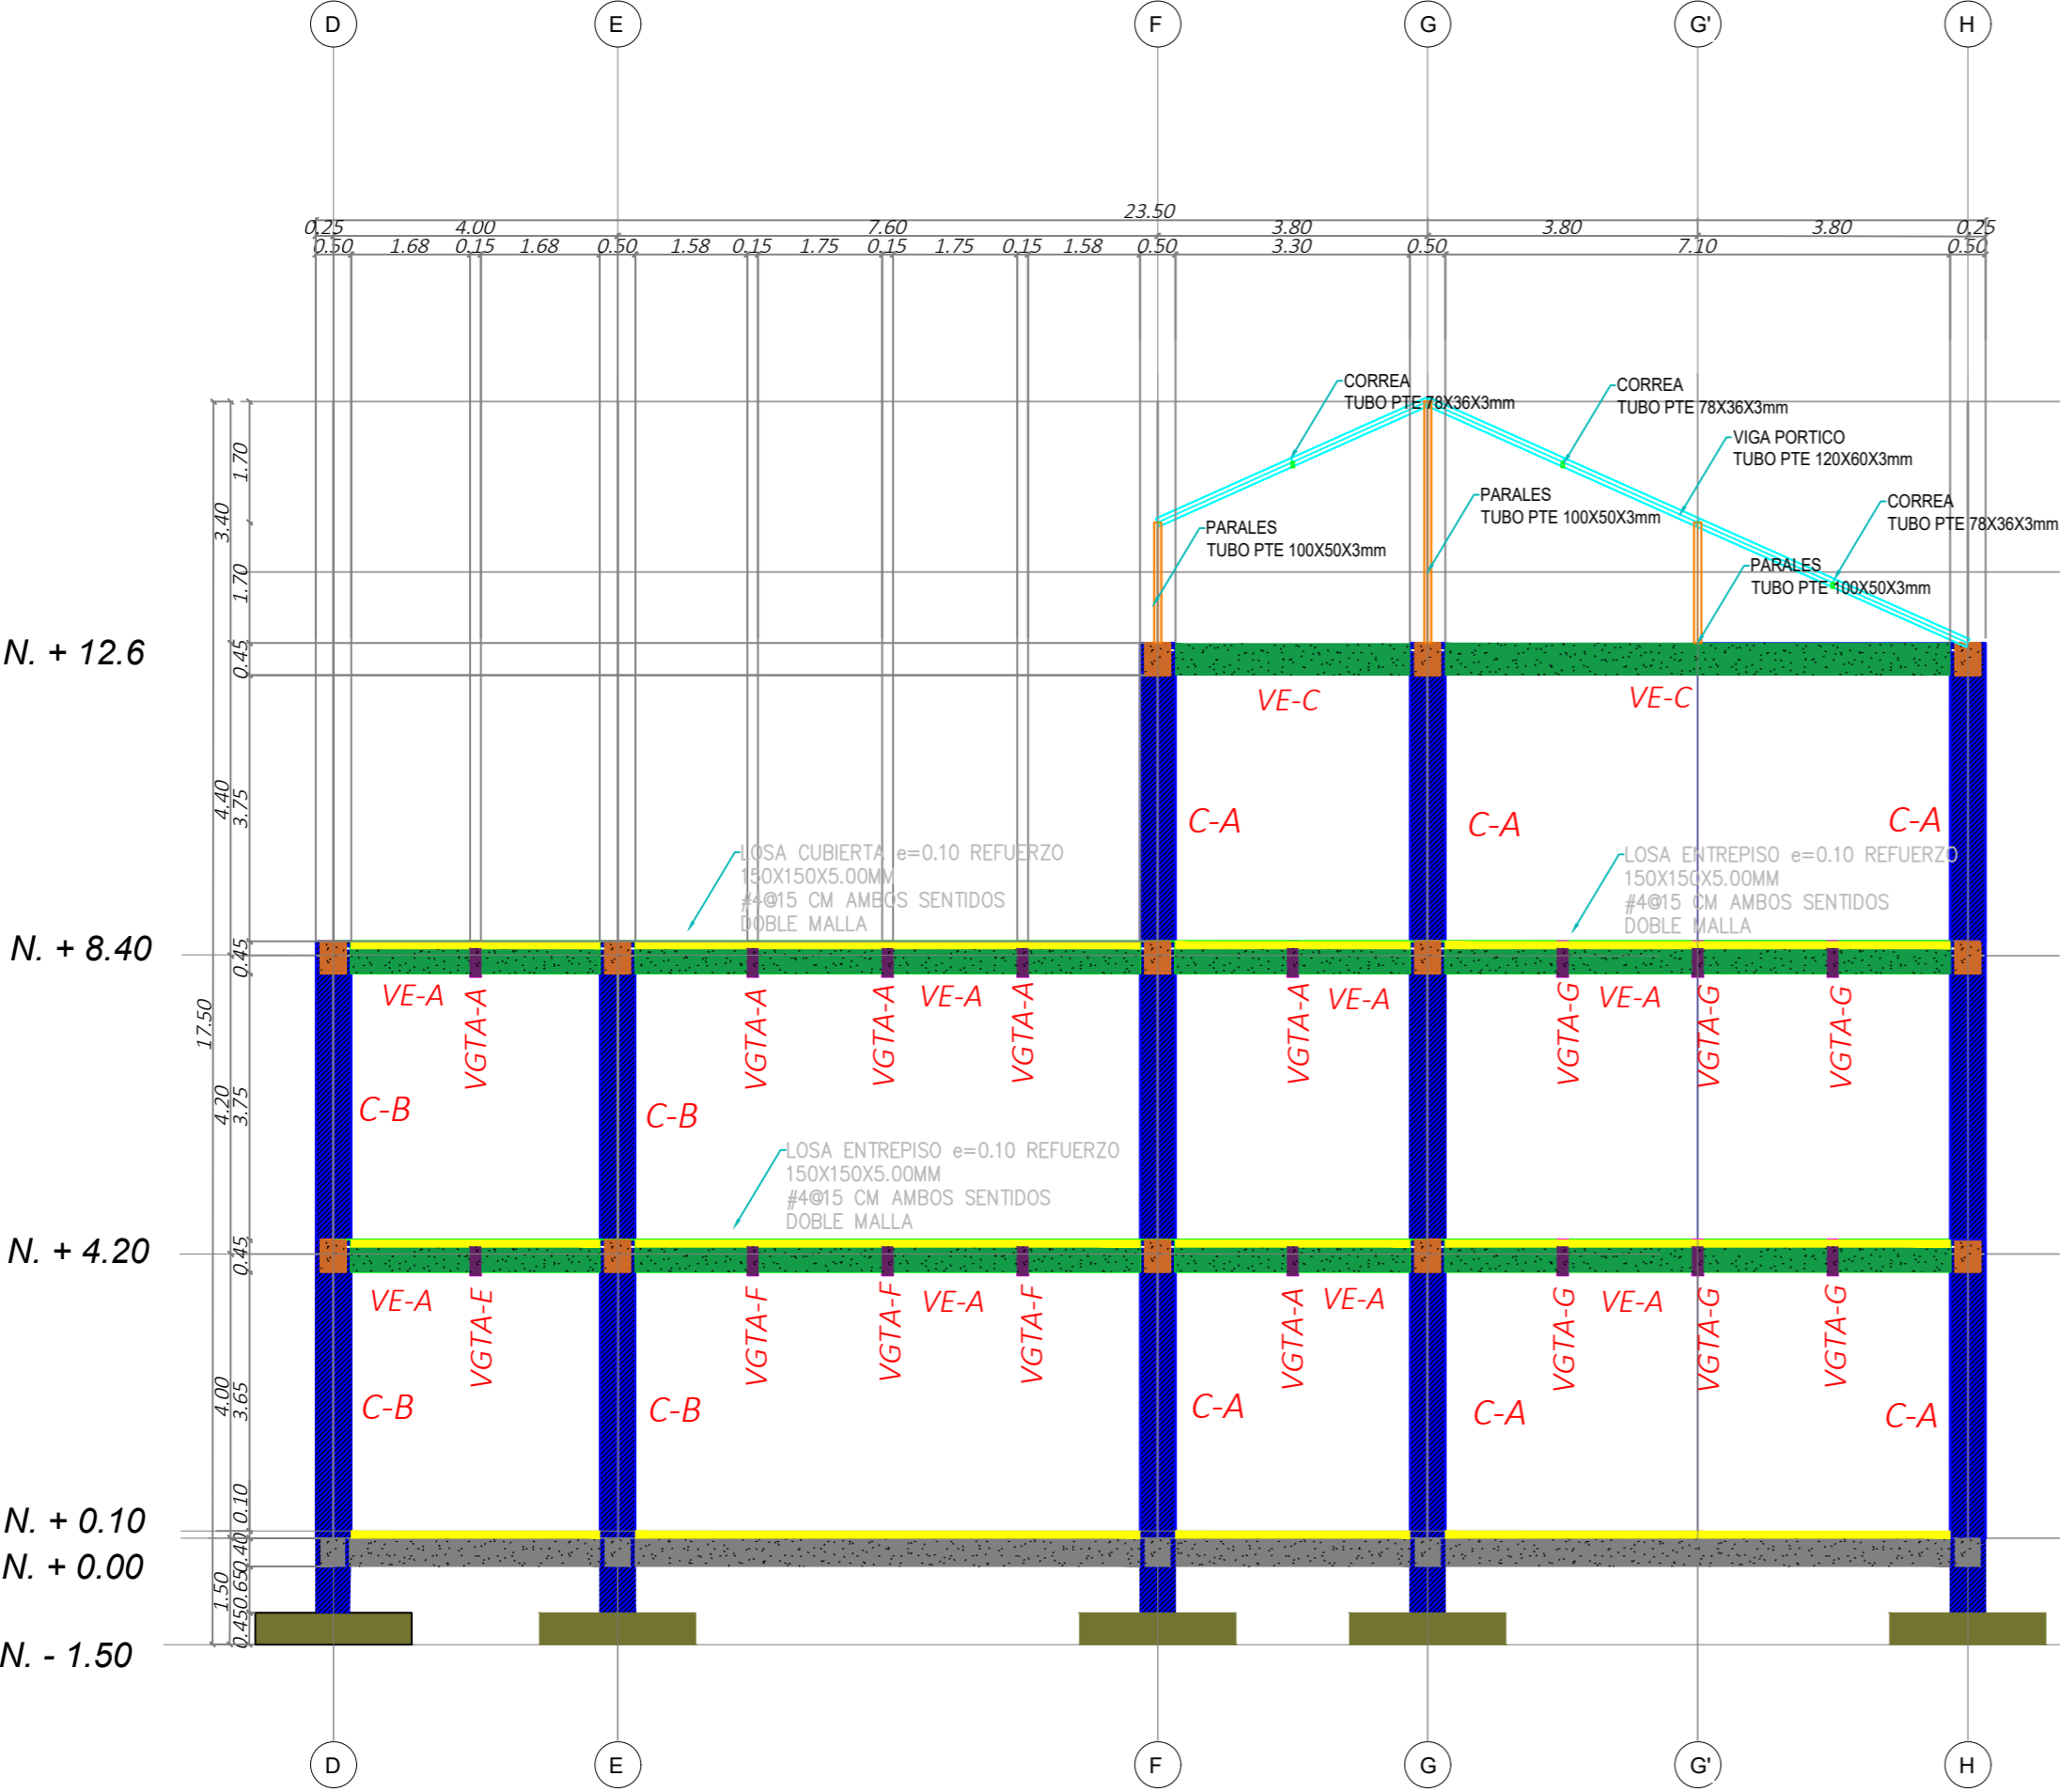 D E F G G' H
23.50
0.25 4.00 7.60 3.80 3.80 3.80 0.25
0.50 1.68 0.15 1.68 0.50 1.58 0.15 1.75 0.15 1.75 0.15 1.58 0.50 3.30 0.50 7.10 0.50
CORREA
TUBO PTE 78X36X3mm
CORREA
TUBO PTE 78X36X3mm
VIGA PORTICO
TUBO PTE 120X60X3mm
PARALES
TUBO PTE 100X50X3mm
CORREA
TUBO PTE 78X36X3mm
PARALES
TUBO PTE 100X50X3mm
PARALES
TUBO PTE 100X50X3mm
1.70
3.40
1.70
N. + 12.6
0.45
VE-C VE-C
4.40
3.75
C-A C-A C-A
LOSA CUBIERTA e=0.10 REFUERZO
150X150X5.00MM
#4@15 CM AMBOS SENTIDOS
DOBLE MALLA
LOSA ENTREPISO e=0.10 REFUERZO
150X150X5.00MM
#4@15 CM AMBOS SENTIDOS
DOBLE MALLA
N. + 8.40
0.45
17.50
VE-A VGTA-A VGTA-A VGTA-A VE-A VGTA-A VGTA-A VE-A VGTA-G VE-A VGTA-G VGTA-G
4.20
3.75
C-B C-B
LOSA ENTREPISO e=0.10 REFUERZO
150X150X5.00MM
#4@15 CM AMBOS SENTIDOS
DOBLE MALLA
N. + 4.20
0.45
VE-A VGTA-E VGTA-F VGTA-F VE-A VGTA-F VGTA-A VE-A VGTA-G VE-A VGTA-G VGTA-G
4.00
3.65
C-B C-B C-A C-A C-A
N. + 0.10
0.10
N. + 0.00
0.40
1.50
0.65
0.45
N. - 1.50
D E F G G' H